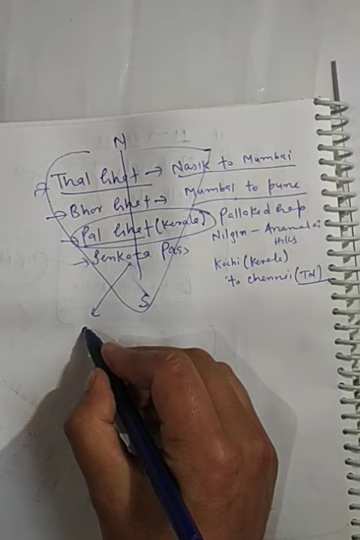 N
→ Thal Ghat → Nasik to Mumbai
→ Bhor Ghat → Mumbai to pune
→ Pal Ghat (Kerala) Palakad Gap
Nilgiri - Anamalai
Hills
→ Senkota Pass
Kochi (Kerala)
to chennai (TN)
S